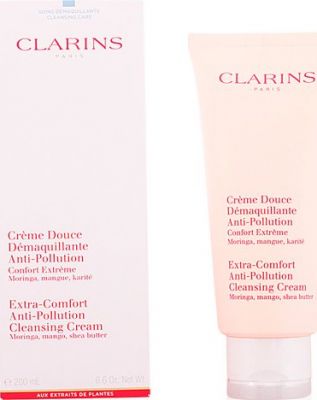 SOINS DÉMAQUILLANTS
CLEANSING CARE
CLARINS
PARIS
Crème Douce
Démaquillante
Anti-Pollution
Confort Extrême
Moringa, mangue, karité
Extra-Comfort
Anti-Pollution
Cleansing Cream
Moringa, mango, shea butter
e 200 mL 6.6 Oz. Net Wt.
AUX EXTRAITS DE PLANTES
CLARINS
PARIS
Crème Douce
Démaquillante
Anti-Pollution
Confort Extrême
Moringa, mangue, karité
Extra-Comfort
Anti-Pollution
Cleansing Cream
Moringa, mango, shea butter